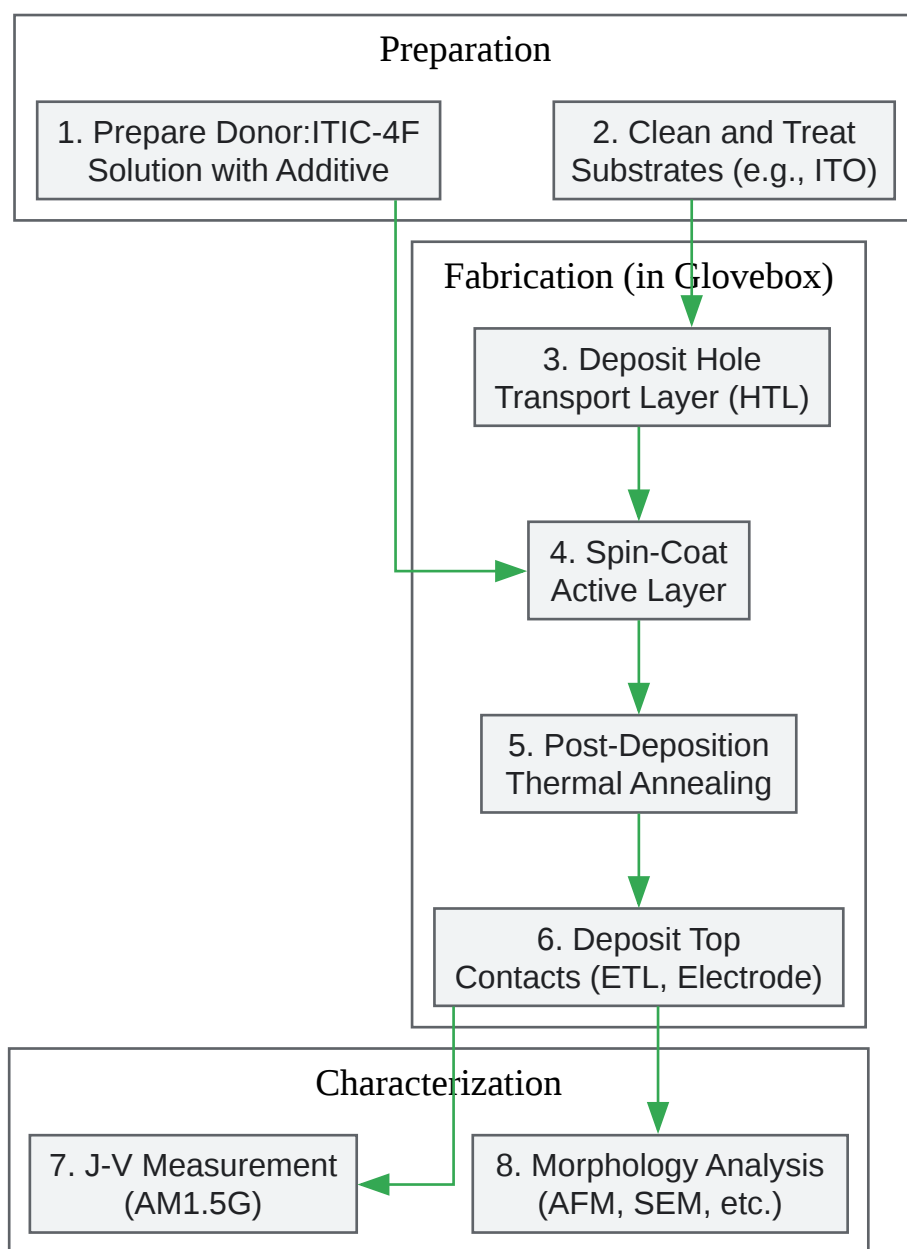 Preparation
1. Prepare Donor:ITIC-4F
Solution with Additive
2. Clean and Treat
Substrates (e.g., ITO)
Fabrication (in Glovebox)
3. Deposit Hole
Transport Layer (HTL)
4. Spin-Coat
Active Layer
5. Post-Deposition
Thermal Annealing
6. Deposit Top
Contacts (ETL, Electrode)
Characterization
7. J-V Measurement
(AM1.5G)
8. Morphology Analysis
(AFM, SEM, etc.)